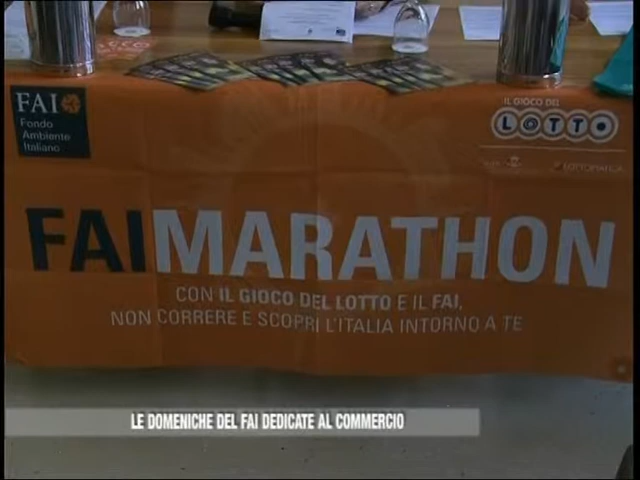 FAI
Fondo
Ambiente
Italiano
IL GIOCO DEL
LOTTO
LOTTOMATICA
FAIMARATHON
CON IL GIOCO DEL LOTTO E IL FAI,
NON CORRERE E SCOPRI L'ITALIA INTORNO A TE
LE DOMENICHE DEL FAI DEDICATE AL COMMERCIO